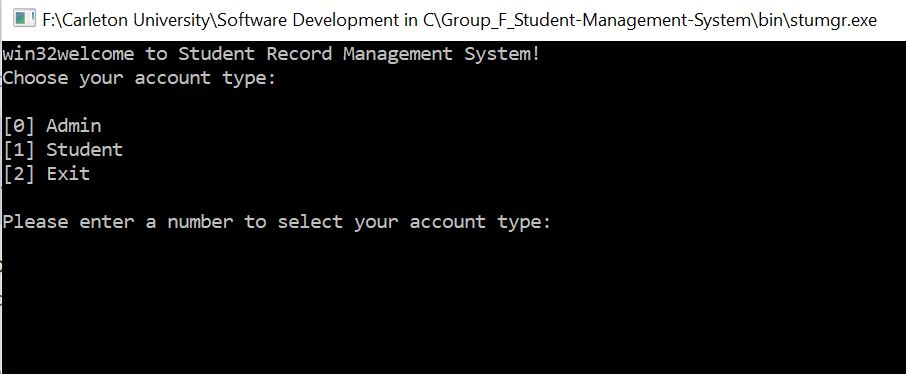 F:\Carleton University\Software Development in C\Group_F_Student-Management-System\bin\stumgr.exe
win32welcome to Student Record Management System!
Choose your account type:
[0] Admin
[1] Student
[2] Exit
Please enter a number to select your account type: